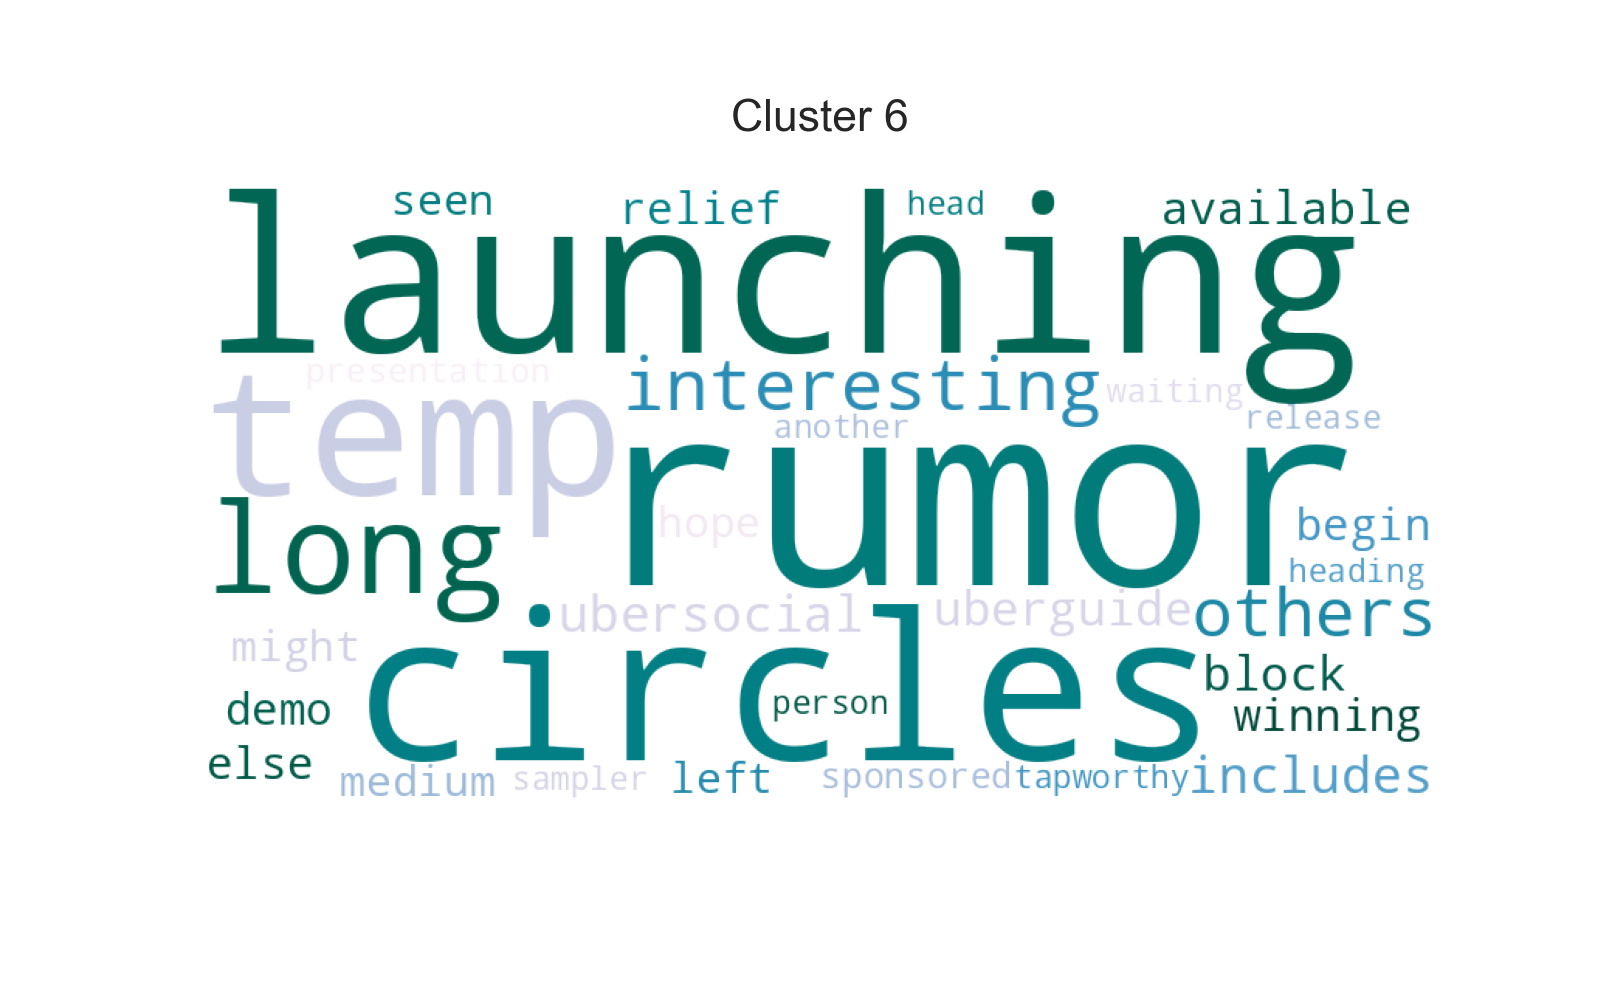 Cluster 6
seen relief head available
launching
presentation interesting waiting
temp another release
rumor
long hope begin
heading
ubersocial uberguide others
might circles block
demo person winning
else medium sampler left sponsored tapworthy includes